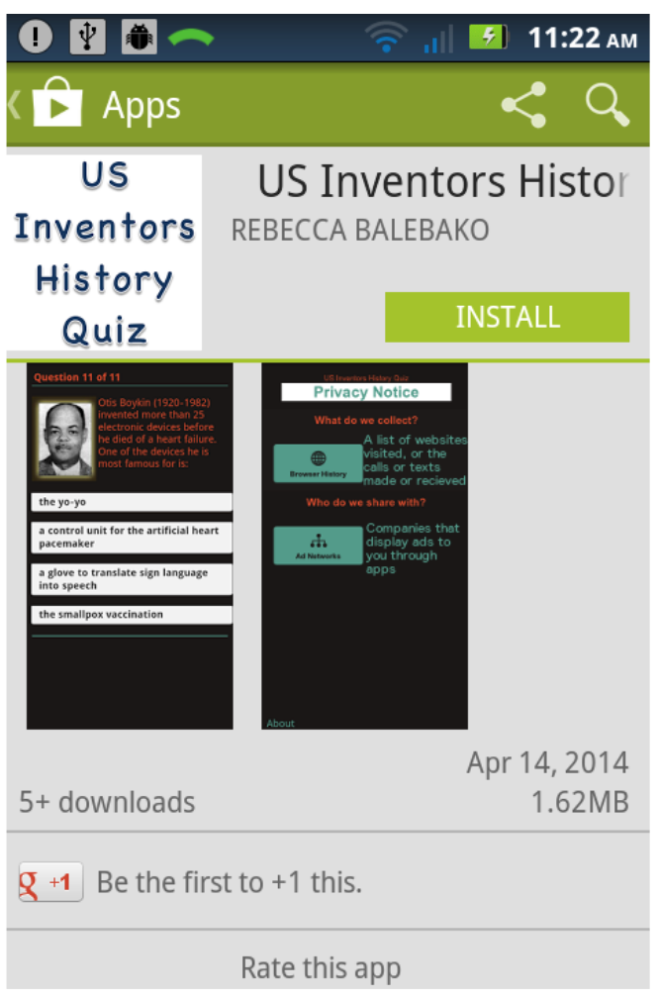 11:22 AM
Apps
US
Inventors
History
Quiz
US Inventors Histor
REBECCA BALEBAKO
INSTALL
Question 11 of 11
Otis Boykin (1920-1982)
invented more than 25
electronic devices before
he died of a heart failure.
One of the devices he is
most famous for is:
the yo-yo
a control unit for the artificial heart
pacemaker
a glove to translate sign language
into speech
the smallpox vaccination
US Inventors History Quiz
Privacy Notice
What do we collect?
Browser History
A list of websites
visited, or the
calls or texts
made or recieved
Who do we share with?
Ad Networks
Companies that
display ads to
you through
apps
About
Apr 14, 2014
5+ downloads
1.62MB
g +1
Be the first to +1 this.
Rate this app